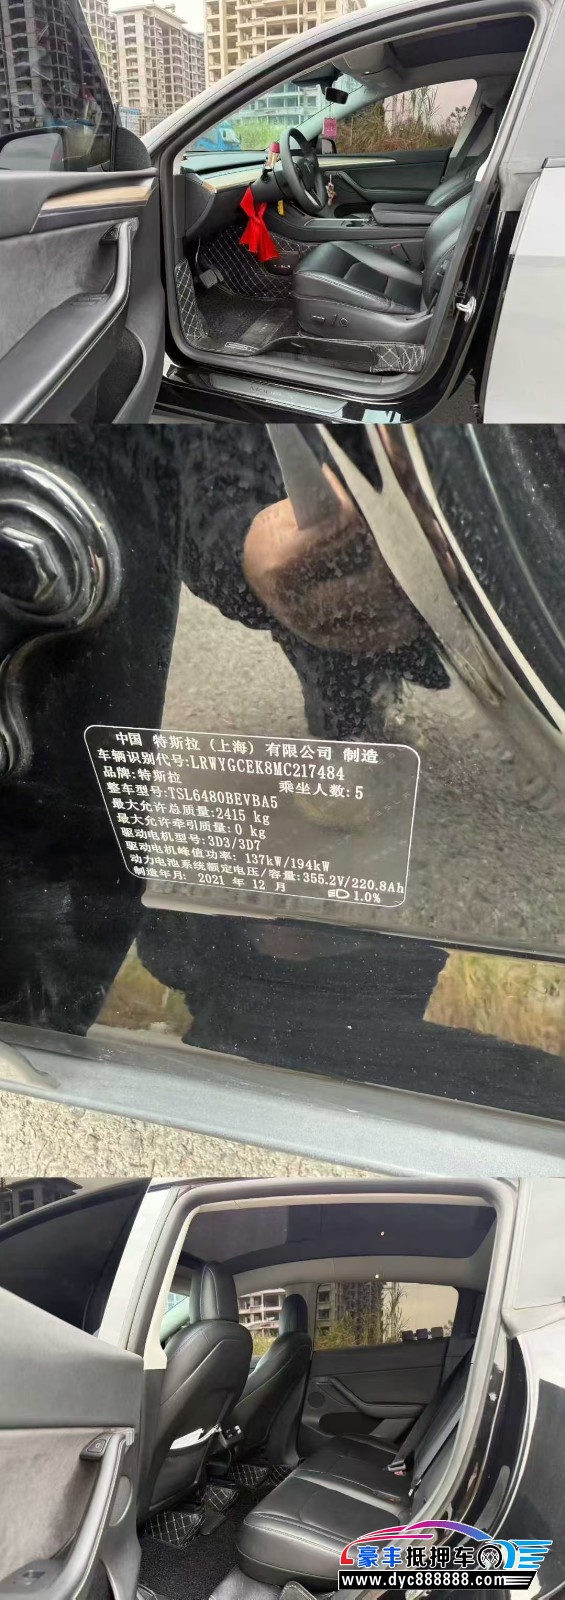 中国 特斯拉 (上海) 有限公司 制造
车辆识别代号:LRWYGCEK8MC217484
品牌:特斯拉 乘坐人数:5
整车型号:TSL6480BEVBA5
最大允许总质量:2415 kg
最大允许牵引质量:0 kg
驱动电机型号:3D3/3D7
驱动电机峰值功率: 137kW/194kW
动力电池系统额定电压/容量:355.2V/220.8Ah
制造年月: 2021 年 12 月
1.0%
豪丰抵押车
www.dyc888888.com